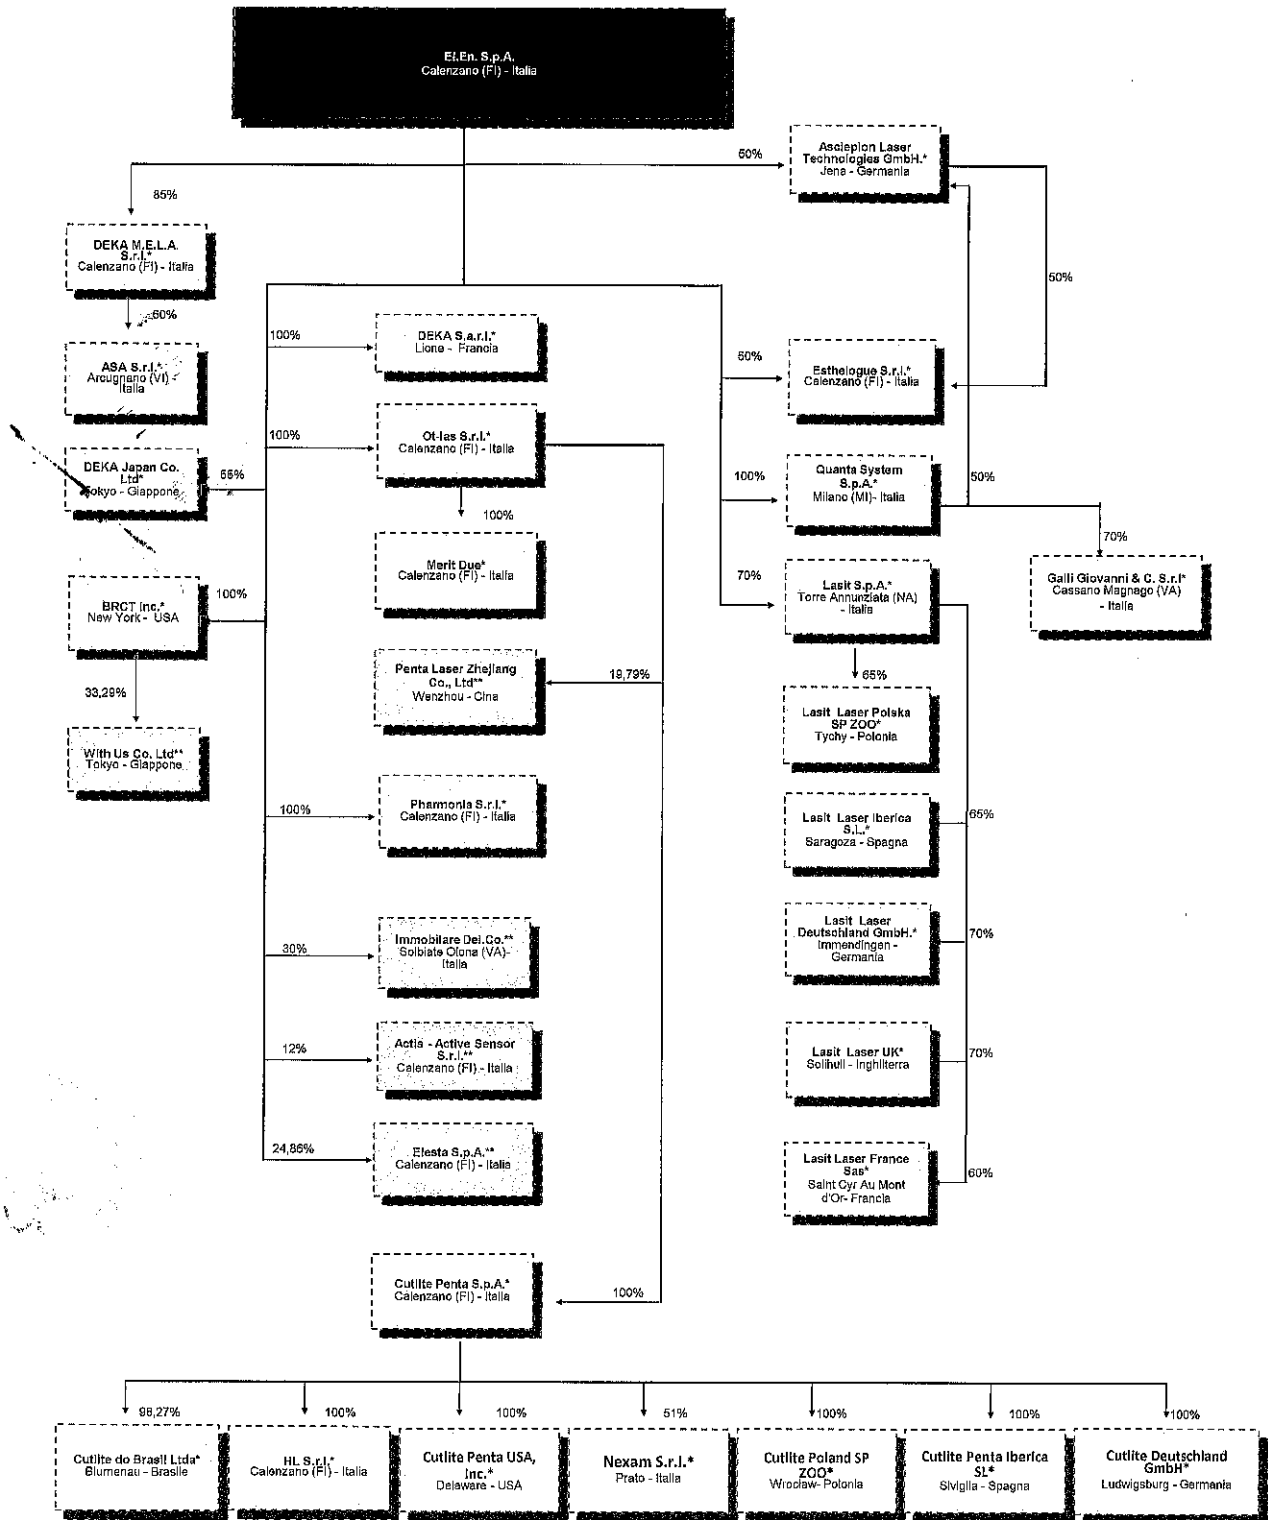 El.En. S.p.A.
Calenzano (FI) - Italia
50%
Asclepion Laser
Technologies GmbH.*
Jena - Germania
85%
DEKA M.E.L.A.
S.r.l.*
Calenzano (FI) - Italia
50%
60%
ASA S.r.l.*
Arcugnano (VI) -
Italia
100%
DEKA S.a.r.l.*
Lione - Francia
50%
Esthelogue S.r.l.*
Calenzano (FI) - Italia
100%
Ot-las S.r.l.*
Calenzano (FI) - Italia
DEKA Japan Co.
Ltd*
Tokyo - Giappone
55%
100%
Quanta System
S.p.A.*
Milano (MI)- Italia
50%
100%
70%
Merit Due*
Calenzano (FI) - Italia
70%
Lasit S.p.A.*
Torre Annunziata (NA)
- Italia
Galli Giovanni & C. S.r.l*
Cassano Magnago (VA)
- Italia
BRCT Inc.*
New York - USA
100%
65%
Penta Laser Zhejiang
Co., Ltd**
Wenzhou - Cina
19,79%
33,29%
Lasit Laser Polska
SP ZOO*
Tychy - Polonia
With Us Co. Ltd**
Tokyo - Giappone
100%
Pharmonia S.r.l.*
Calenzano (FI) - Italia
Lasit Laser Iberica
S.L.*
Saragoza - Spagna
65%
30%
Immobilare Del.Co.**
Solbiate Olona (VA)-
Italia
Lasit Laser
Deutschland GmbH.*
Immendingen -
Germania
70%
12%
Actis - Active Sensor
S.r.l.**
Calenzano (FI) - Italia
Lasit Laser UK*
Solihull - Inghilterra
70%
24,86%
Elesta S.p.A.**
Calenzano (FI) - Italia
Lasit Laser France
Sas*
Saint Cyr Au Mont
d'Or- Francia
60%
Cutlite Penta S.p.A.*
Calenzano (FI) - Italia
100%
98,27%
100%
100%
51%
100%
100%
100%
Cutlite do Brasil Ltda*
Blumenau - Brasile
HL S.r.l.*
Calenzano (FI) - Italia
Cutlite Penta USA,
Inc.*
Delaware - USA
Nexam S.r.l.*
Prato - Italia
Cutlite Poland SP
ZOO*
Wroclaw- Polonia
Cutlite Penta Iberica
SL*
Siviglia - Spagna
Cutlite Deutschland
GmbH*
Ludwigsburg - Germania